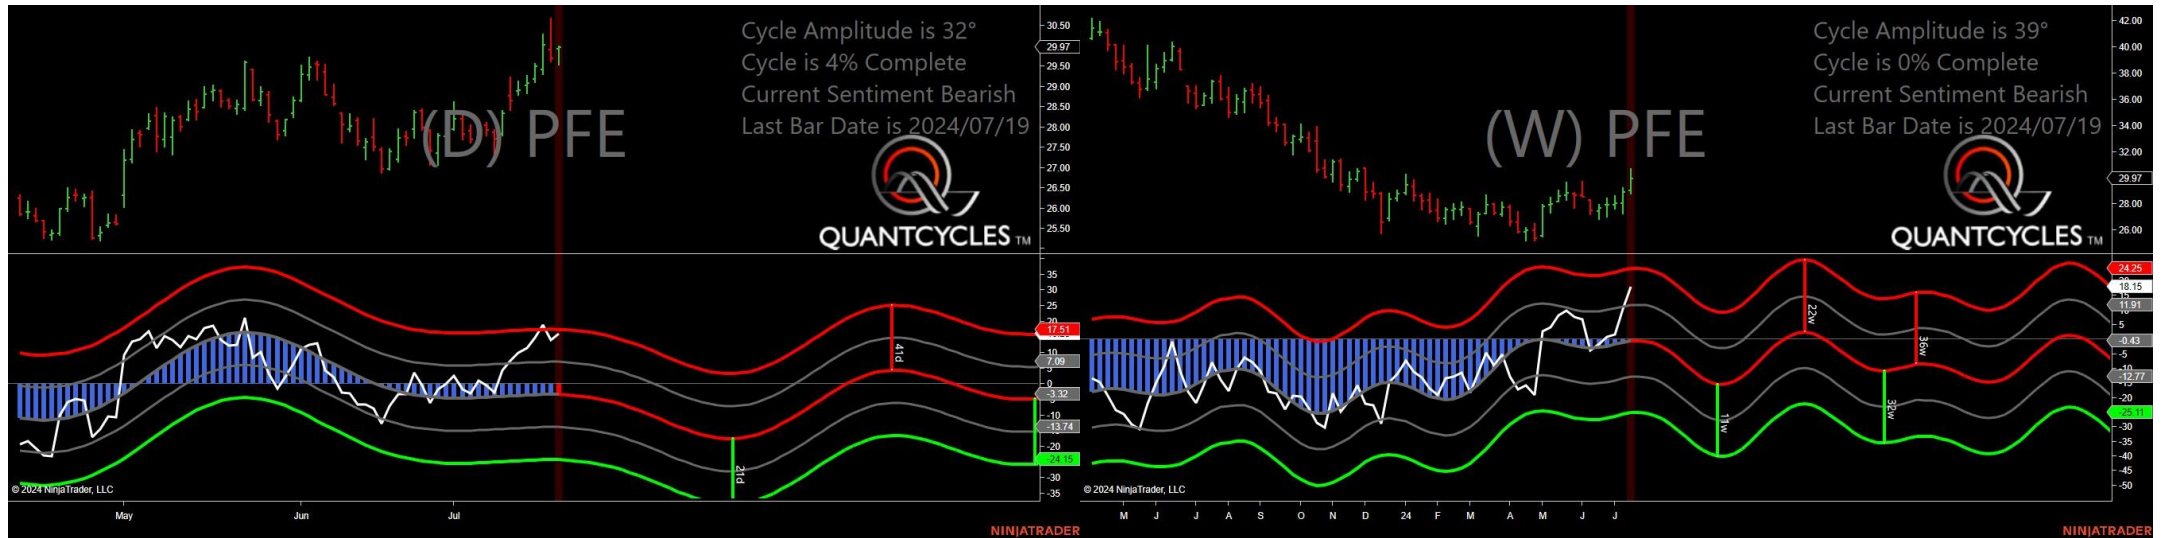 Cycle Amplitude is 32°
Cycle is 4% Complete
Current Sentiment Bearish
Last Bar Date is 2024/07/19
(D) PFE
QUANTCYCLES TM
30.50
29.97
29.50
29.00
28.50
28.00
27.50
27.00
26.50
26.00
25.50
35
30
25
20
17.51
10
7.09
5
0
-3.32
-10
-13.74
-20
-24.15
-30
-35
41d
21d
© 2024 NinjaTrader, LLC
May
Jun
Jul
NINJATRADER
Cycle Amplitude is 39°
Cycle is 0% Complete
Current Sentiment Bearish
Last Bar Date is 2024/07/19
(W) PFE
QUANTCYCLES TM
42.00
40.00
38.00
36.00
34.00
32.00
29.97
28.00
26.00
24.25
18.15
11.91
5
-0.43
-5
-12.77
-20
-25.11
-30
-35
-40
-45
-50
22w
36w
11w
32w
© 2024 NinjaTrader, LLC
M J J A S O N D 24 F M A M J J
NINJATRADER